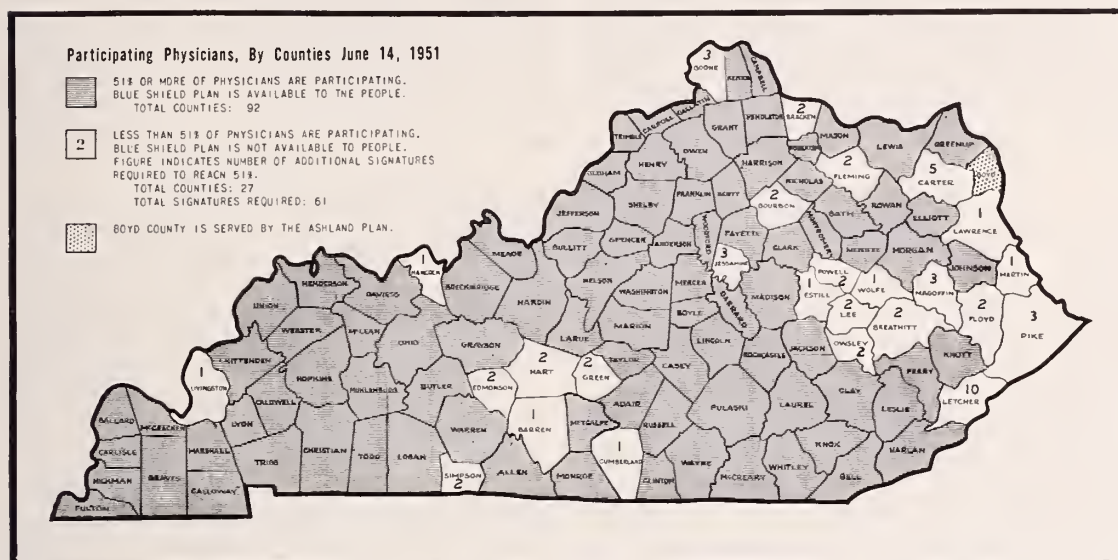 Participating Physicians, By Counties June 14, 1951
51% OR MORE OF PHYSICIANS ARE PARTICIPATING.
BLUE SHIELD PLAN IS AVAILABLE TO TNE PEOPLE.
TOTAL COUNTIES: 92
2
LESS THAN 51% OF PHYSICIANS ARE PARTICIPATING.
BLUE SHIELD PLAN IS NOT AVAILABLE TO PEOPLE.
FIGURE INDICATES NUMBER OF ADDITIONAL SIGNATURES
REQUIRED TO REACH 51%.
TOTAL COUNTIES: 27
TOTAL SIGNATURES REQUIRED: 61
BOYD COUNTY IS SERVED BY THE ASHLAND PLAN.
3
BOONE
KENTON
CAMPBELL
GALLATIN
CARROLL
TRIMBLE
GRANT
PENDLETON
2
BRACKEN
MASON
LEWIS
GREENUP
OWEN
ROBERTSON
HENRY
HARRISON
2
FLEMING
5
CARTER
BOYD
OLDHAM
NICHOLAS
SHELBY
FRANKLIN
SCOTT
2
BOURBON
ROWAN
BATH
ELLIOTT
1
LAWRENCE
JEFFERSON
WOODFORD
FAYETTE
MONTGOMERY
BULLITT
SPENCER
ANDERSON
3
JESSAMINE
CLARK
MENIFEE
MORGAN
JOHNSON
1
MARTIN
MEADE
1
HANCOCK
BRECKINRIDGE
NELSON
WASHINGTON
MERCER
GARRARD
MADISON
POWELL
2
1
ESTILL
1
WOLFE
3
MAGOFFIN
2
FLOYD
3
PIKE
HENDERSON
UNION
DAVIESS
HARDIN
MARION
BOYLE
2
LEE
2
BREATHITT
WEBSTER
McLEAN
OHIO
GRAYSON
LARUE
LINCOLN
ROCKCASTLE
JACKSON
OWSLEY
2
KNOTT
PERRY
CRITTENDEN
2
HART
2
GREEN
TAYLOR
CASEY
1
LIVINGSTON
HOPKINS
MUHLENBURG
BUTLER
2
EDMONSON
CLAY
LESLIE
10
LETCHER
CALDWELL
ADAIR
PULASKI
LAUREL
BALLARD
McCRACKEN
LYON
WARREN
1
BARREN
METCALFE
RUSSELL
KNOX
HARLAN
CARLISLE
MARSHALL
TRIGG
CHRISTIAN
TODD
LOGAN
1
CUMBERLAND
WAYNE
WHITLEY
SIMPSON
2
ALLEN
MONROE
CLINTON
McCREARY
BELL
HICKMAN
GRAVES
CALLOWAY
FULTON